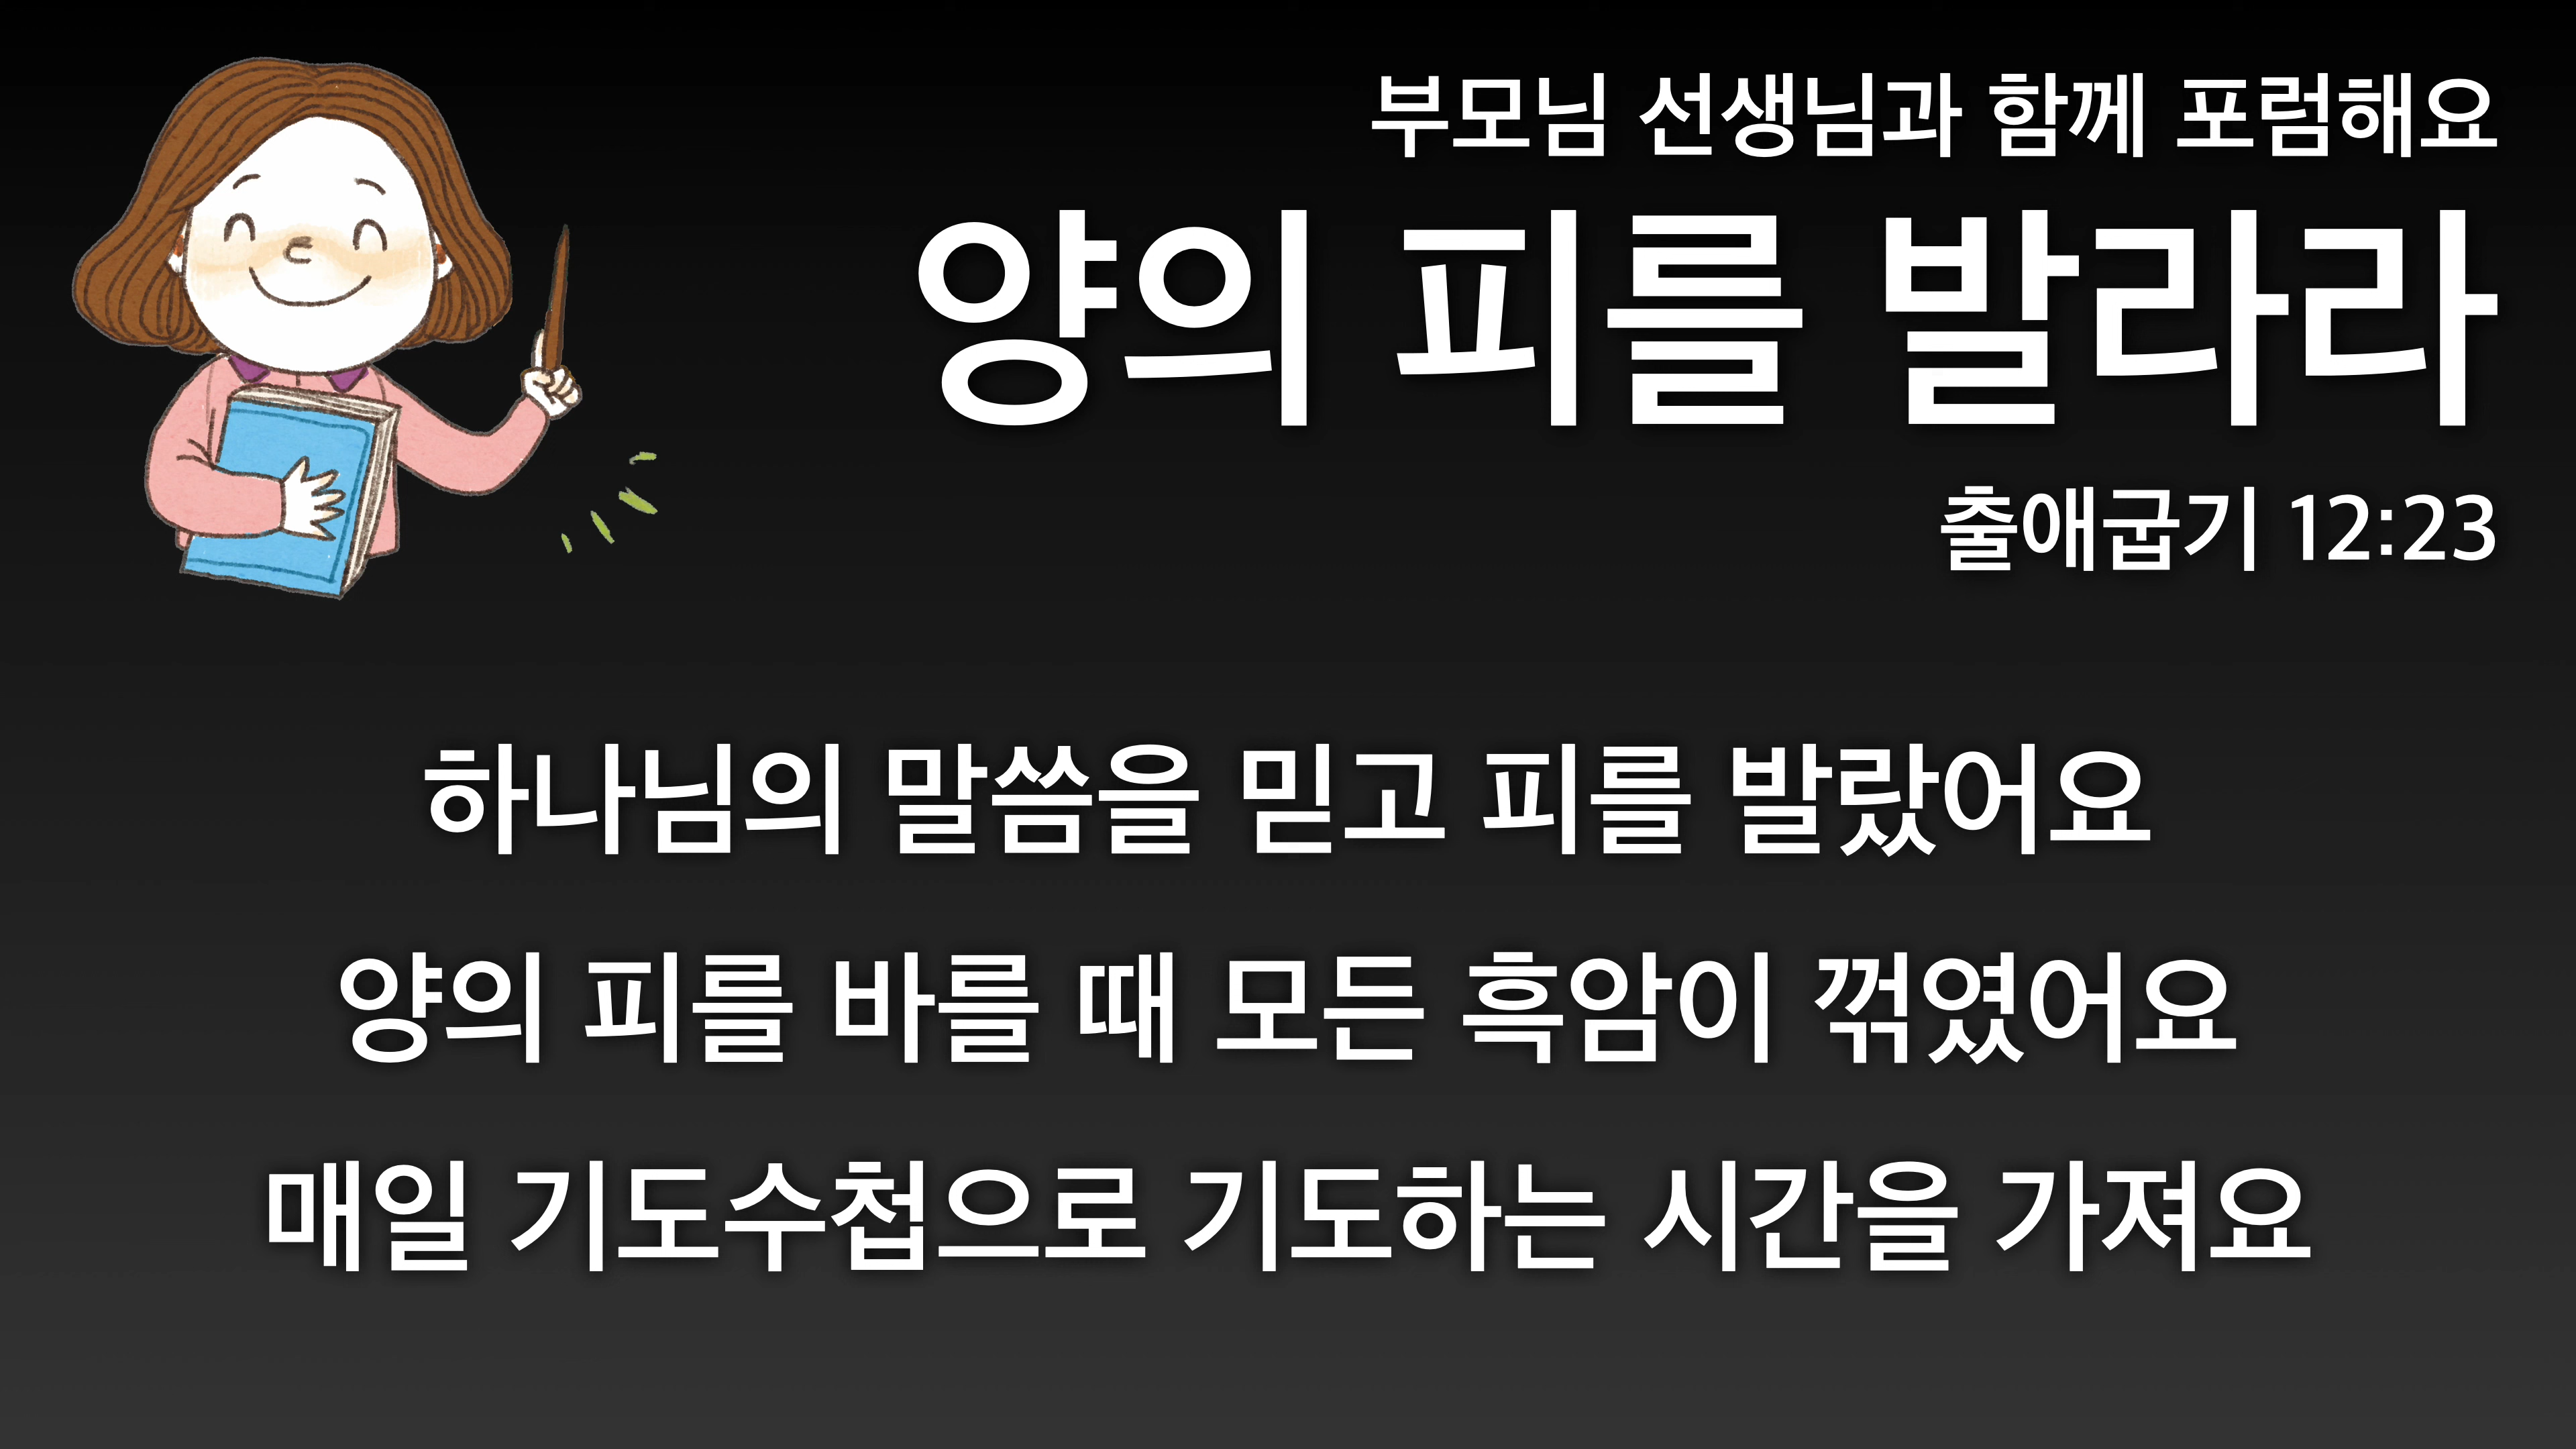 부모님 선생님과 함께 포럼해요
양의 피를 발라라
출애굽기 12:23
하나님의 말씀을 믿고 피를 발랐어요
양의 피를 바를 때 모든 흑암이 꺾였어요
매일 기도수첩으로 기도하는 시간을 가져요